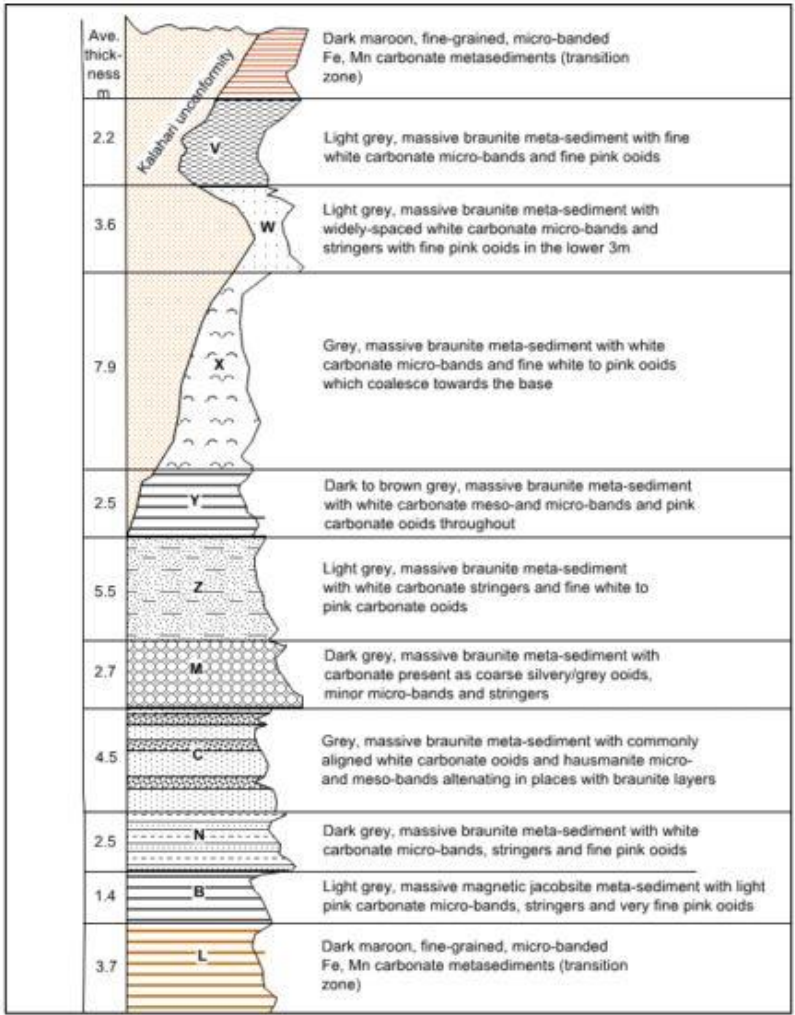 Ave.
thick-
ness
m
Kalahari unconformity
Dark maroon, fine-grained, micro-banded
Fe, Mn carbonate metasediments (transition
zone)
2.2
V
Light grey, massive braunite meta-sediment with fine
white carbonate micro-bands and fine pink ooids
3.6
W
Light grey, massive braunite meta-sediment with
widely-spaced white carbonate micro-bands and
stringers with fine pink ooids in the lower 3m
7.9
X
Grey, massive braunite meta-sediment with white
carbonate micro-bands and fine white to pink ooids
which coalesce towards the base
2.5
Y
Dark to brown grey, massive braunite meta-sediment
with white carbonate meso-and micro-bands and pink
carbonate ooids throughout
5.5
Z
Light grey, massive braunite meta-sediment
with white carbonate stringers and fine white to
pink carbonate ooids
2.7
M
Dark grey, massive braunite meta-sediment with
carbonate present as coarse silvery/grey ooids,
minor micro-bands and stringers
4.5
C
Grey, massive braunite meta-sediment with commonly
aligned white carbonate ooids and hausmanite micro-
and meso-bands altenating in places with braunite layers
2.5
N
Dark grey, massive braunite meta-sediment with white
carbonate micro-bands, stringers and fine pink ooids
1.4
B
Light grey, massive magnetic jacobsite meta-sediment with light
pink carbonate micro-bands, stringers and very fine pink ooids
3.7
L
Dark maroon, fine-grained, micro-banded
Fe, Mn carbonate metasediments (transition
zone)